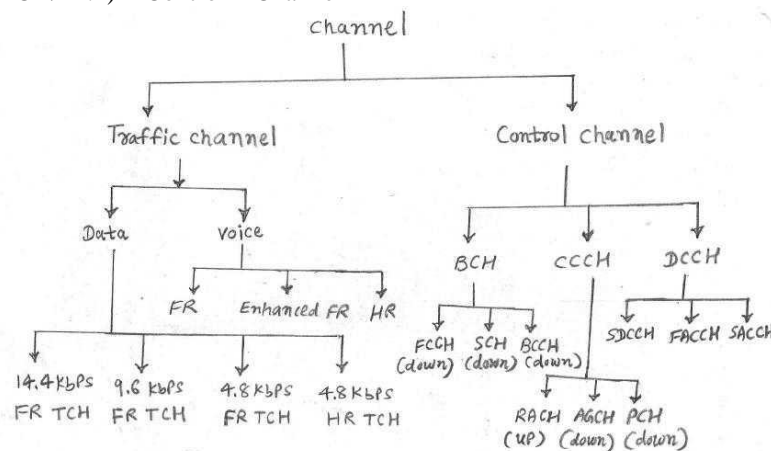 channel
Traffic channel
Control channel
Data
voice
BCH
CCCH
DCCH
FR
Enhanced FR
HR
FCCH
(down)
SCH
(down)
BCCH
(down)
SDCCH
FACCH
SACCH
14.4 kbps
FR TCH
9.6 kbps
FR TCH
4.8 kbps
FR TCH
4.8 kbps
HR TCH
RACH
(UP)
AGCH
(down)
PCH
(down)